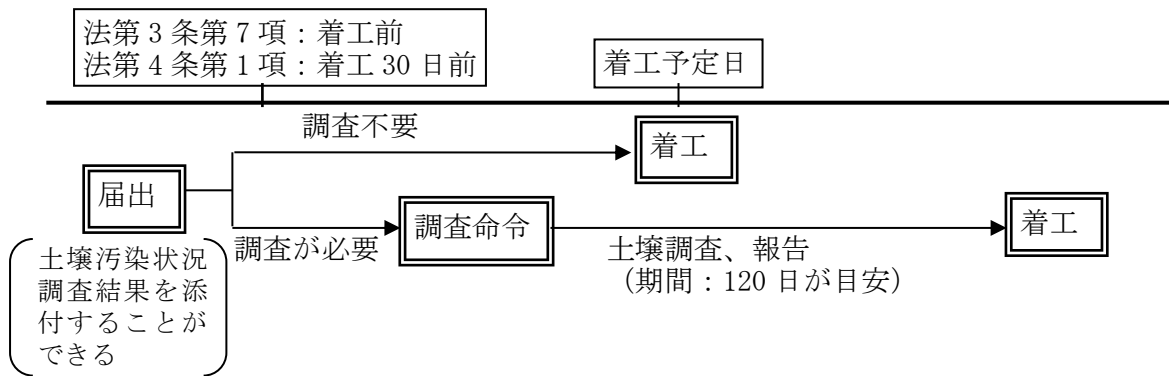 法第3条第7項：着工前
法第4条第1項：着工30日前
着工予定日
調査不要
着工
届出
調査が必要
調査命令
土壌調査、報告
（期間：120日が目安）
着工
土壌汚染状況
調査結果を添
付することが
できる